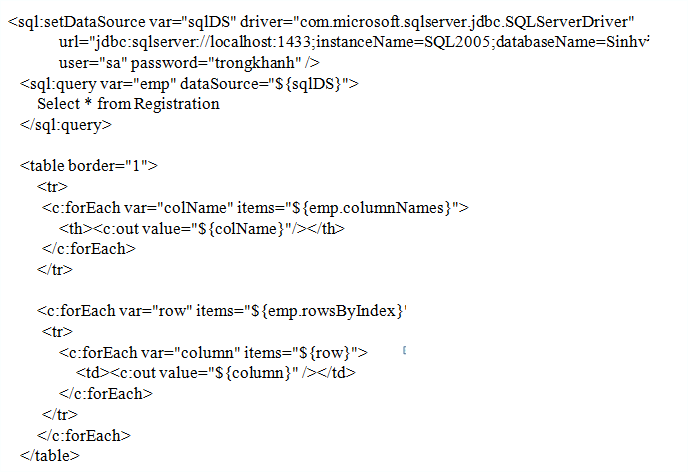 <sql:setDataSource var="sqlDS" driver="com.microsoft.sqlserver.jdbc.SQLServerDriver"
url="jdbc:sqlserver://localhost:1433;instanceName=SQL2005;databaseName=Sinhv
user="sa" password="trongkhanh" />
<sql:query var="emp" dataSource="${sqlDS}">
Select * from Registration
</sql:query>
<table border="1">
<tr>
<c:forEach var="colName" items="${emp.columnNames}">
<th><c:out value="${colName}"/></th>
</c:forEach>
</tr>
<c:forEach var="row" items="${emp.rowsByIndex}'
<tr>
<c:forEach var="column" items="${row}">
<td><c:out value="${column}" /></td>
</c:forEach>
</tr>
</c:forEach>
</table>